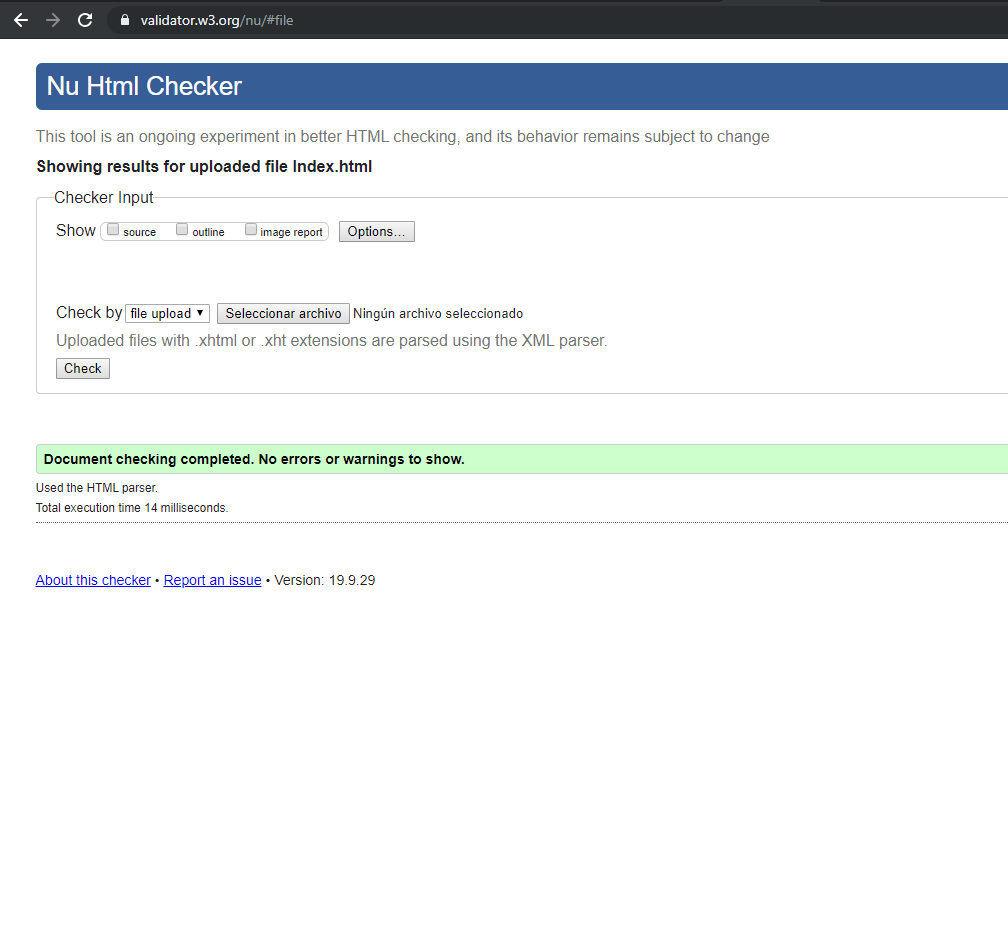 validator.w3.org/nu/#file
Nu Html Checker
This tool is an ongoing experiment in better HTML checking, and its behavior remains subject to change
Showing results for uploaded file Index.html
Checker Input
Show source outline image report Options...
Check by file upload ▼ Seleccionar archivo Ningún archivo seleccionado
Uploaded files with .xhtml or .xht extensions are parsed using the XML parser.
Check
Document checking completed. No errors or warnings to show.
Used the HTML parser.
Total execution time 14 milliseconds.
About this checker • Report an issue • Version: 19.9.29